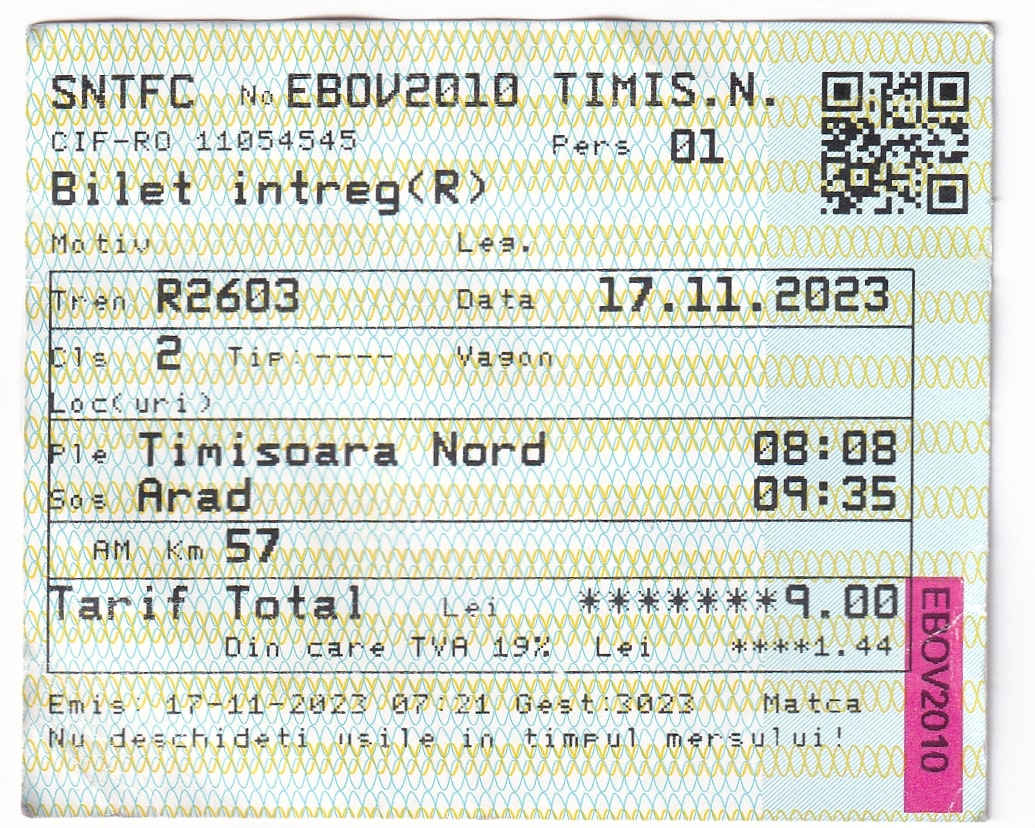 SNTFC No EBOV2010 TIMIS.N.
CIF-RO 11054545 Pers 01
Bilet intreg(R)
Motiv Leg.
Tren R2603 Data 17.11.2023
Cls 2 Tip:---- Vagon
Loc(uri)
Ple Timisoara Nord 08:08
Sos Arad 09:35
AM Km 57
Tarif Total Lei *******9.00
Din care TVA 19% Lei ****1.44
Emis: 17-11-2023 07:21 Gest:3023 Matca
Nu deschideti usile in timpul mersului!
EBOV2010